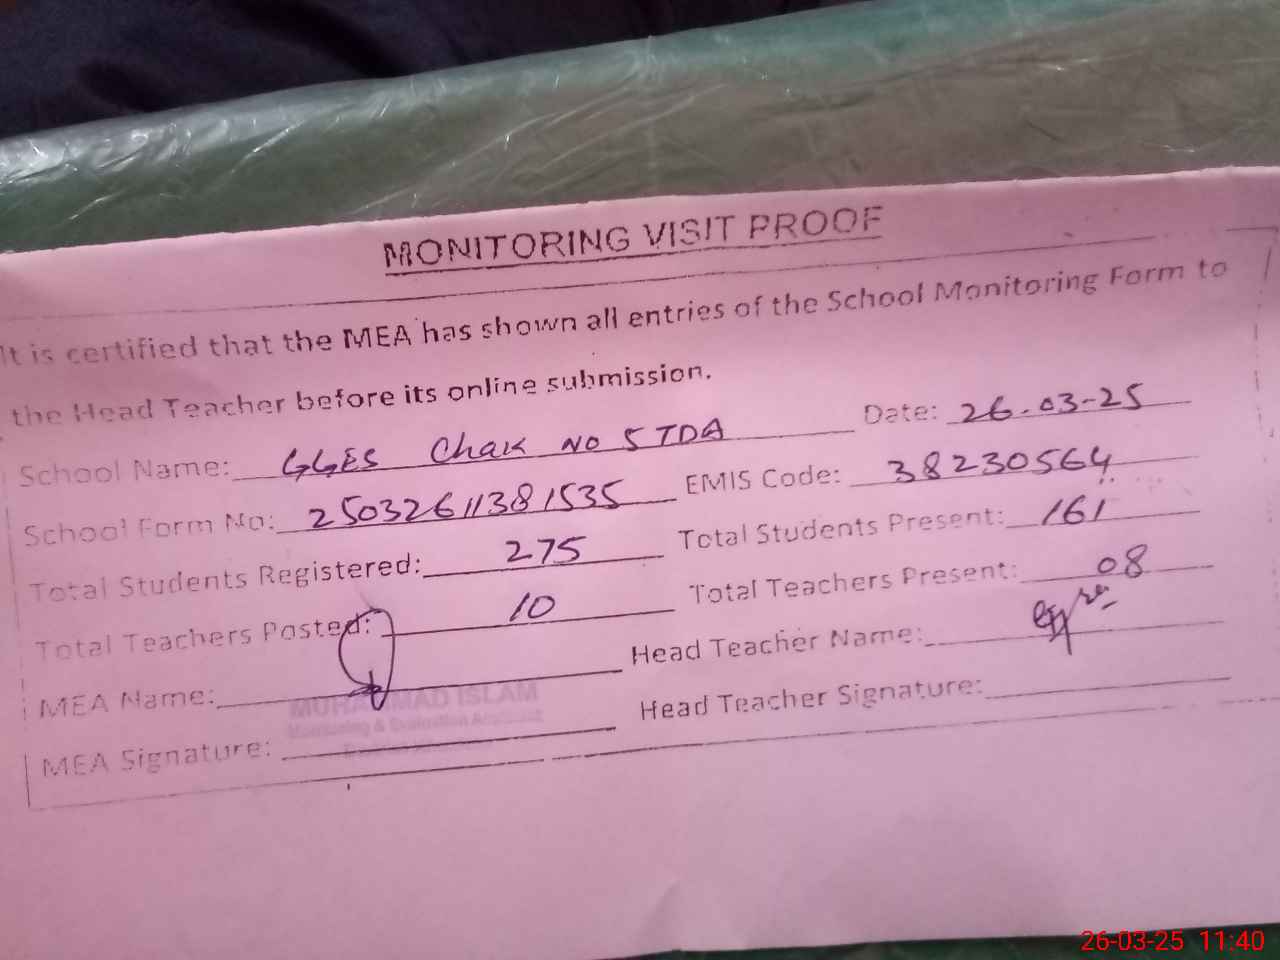 MONITORING VISIT PROOF
It is certified that the MEA has shown all entries of the School Monitoring Form to
the Head Teacher before its online submission.
School Name: GGES Chak No 5 TDA Date: 26-03-25
School Form No: 25032611381535 EMIS Code: 38230564
Total Students Registered: 275 Total Students Present: 161
Total Teachers Posted: 10 Total Teachers Present: 08
MEA Name: Head Teacher Name:
MUHAMMAD ISLAM
Monitoring & Evaluation Assistant
MEA Signature: Head Teacher Signature:
26-03-25 11:40